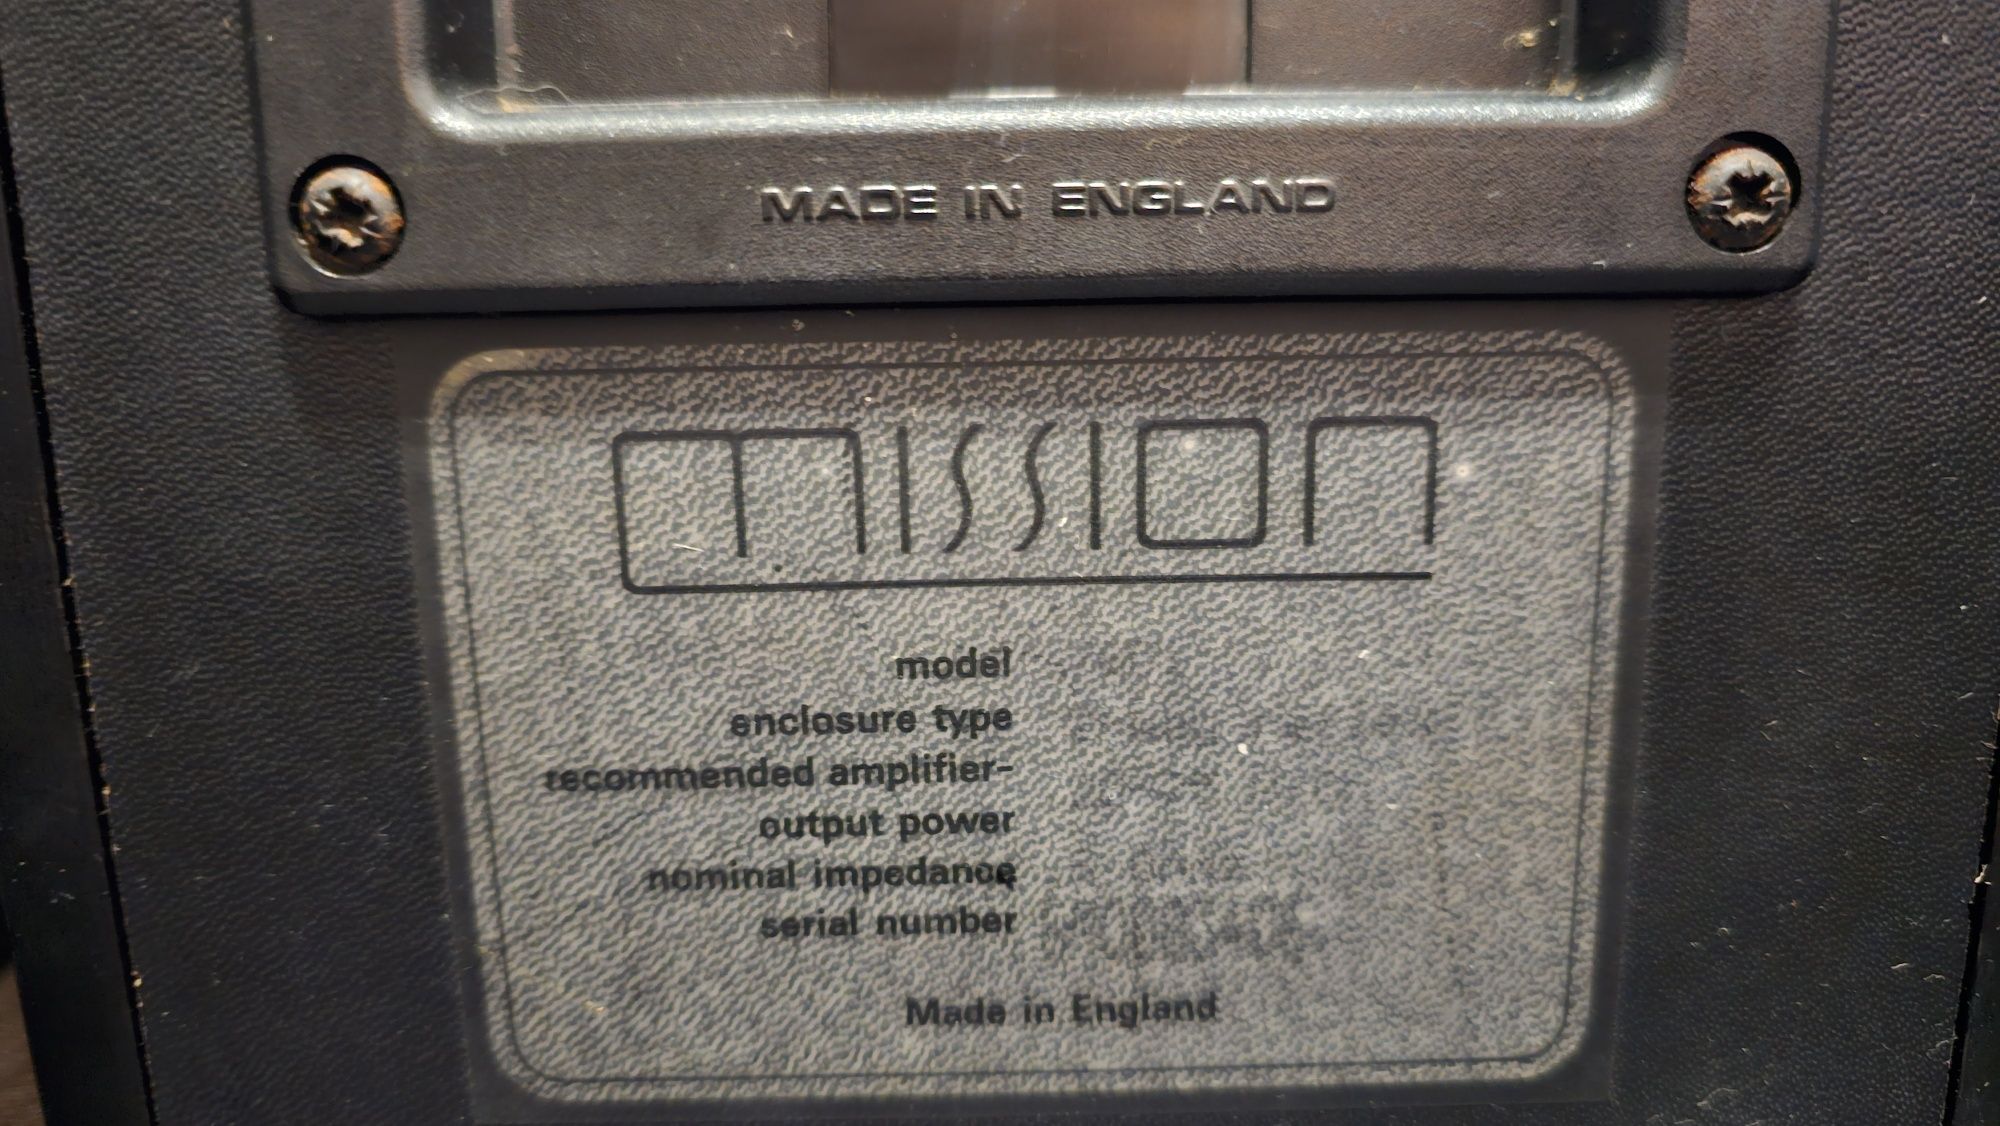 MADE IN ENGLAND
mission
model
enclosure type
recommended amplifier-
output power
nominal impedance
serial number
Made in England